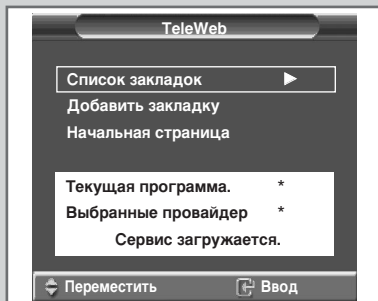 TeleWeb
Список закладок
Добавить закладку
Начальная страница
Текущая программа. *
Выбранные провайдер *
Сервис загружается.
Переместить Ввод